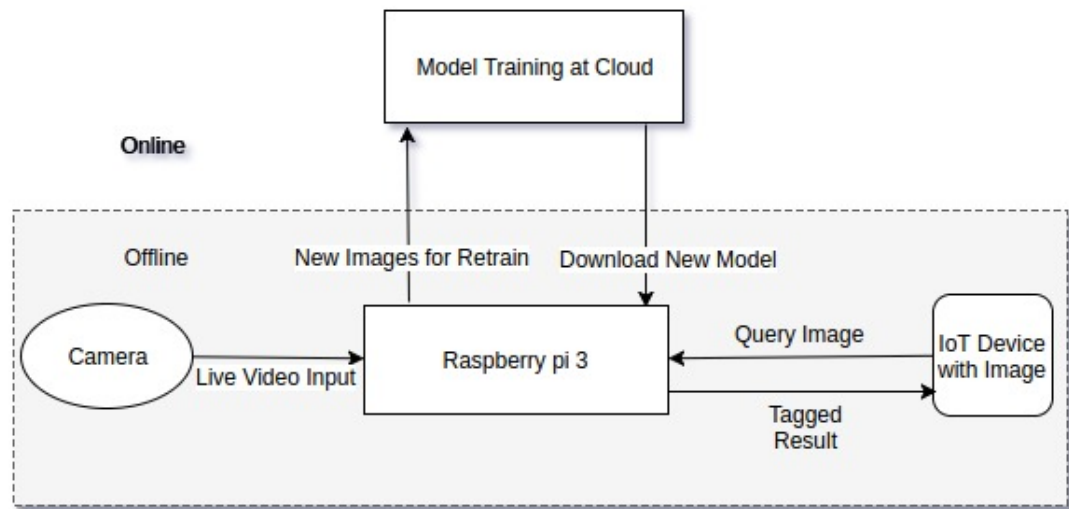 Model Training at Cloud
Online
Offline
New Images for Retrain
Download New Model
Camera
Live Video Input
Raspberry pi 3
Query Image
IoT Device
with Image
Tagged
Result